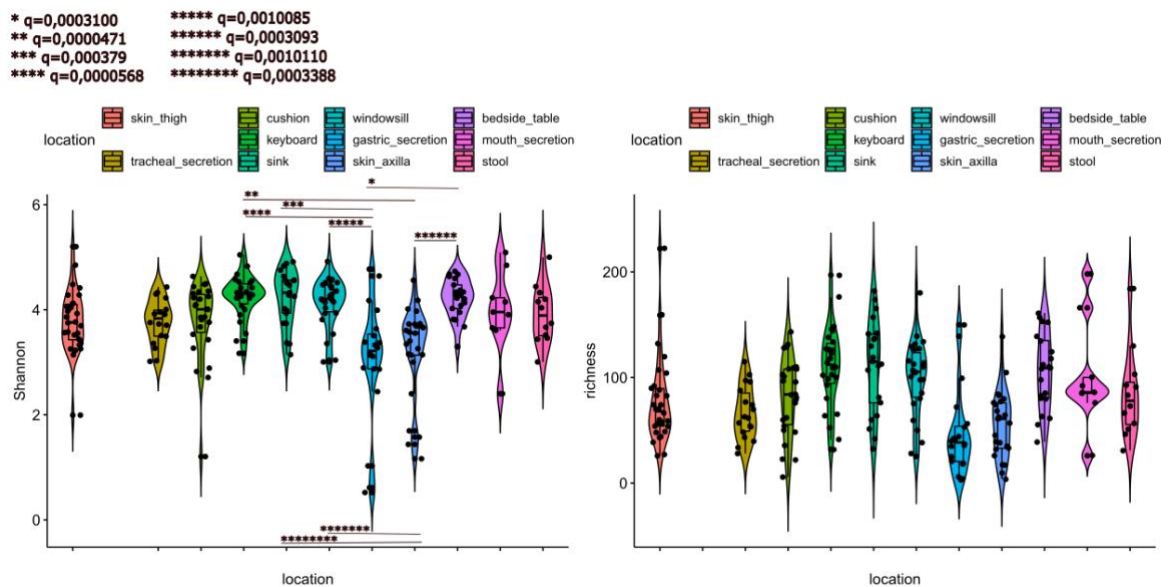 * q=0,0003100 ***** q=0,0010085
** q=0,0000471 ****** q=0,0003093
*** q=0,000379 ******* q=0,0010110
**** q=0,0000568 ******** q=0,0003388
location
skin_thigh
tracheal_secretion
cushion
keyboard
sink
windowsill
gastric_secretion
skin_axilla
bedside_table
mouth_secretion
stool
Shannon
6
4
2
0
*
**
***
****
*****
******
*******
********
location
location
skin_thigh
tracheal_secretion
cushion
keyboard
sink
windowsill
gastric_secretion
skin_axilla
bedside_table
mouth_secretion
stool
richness
200
100
0
location